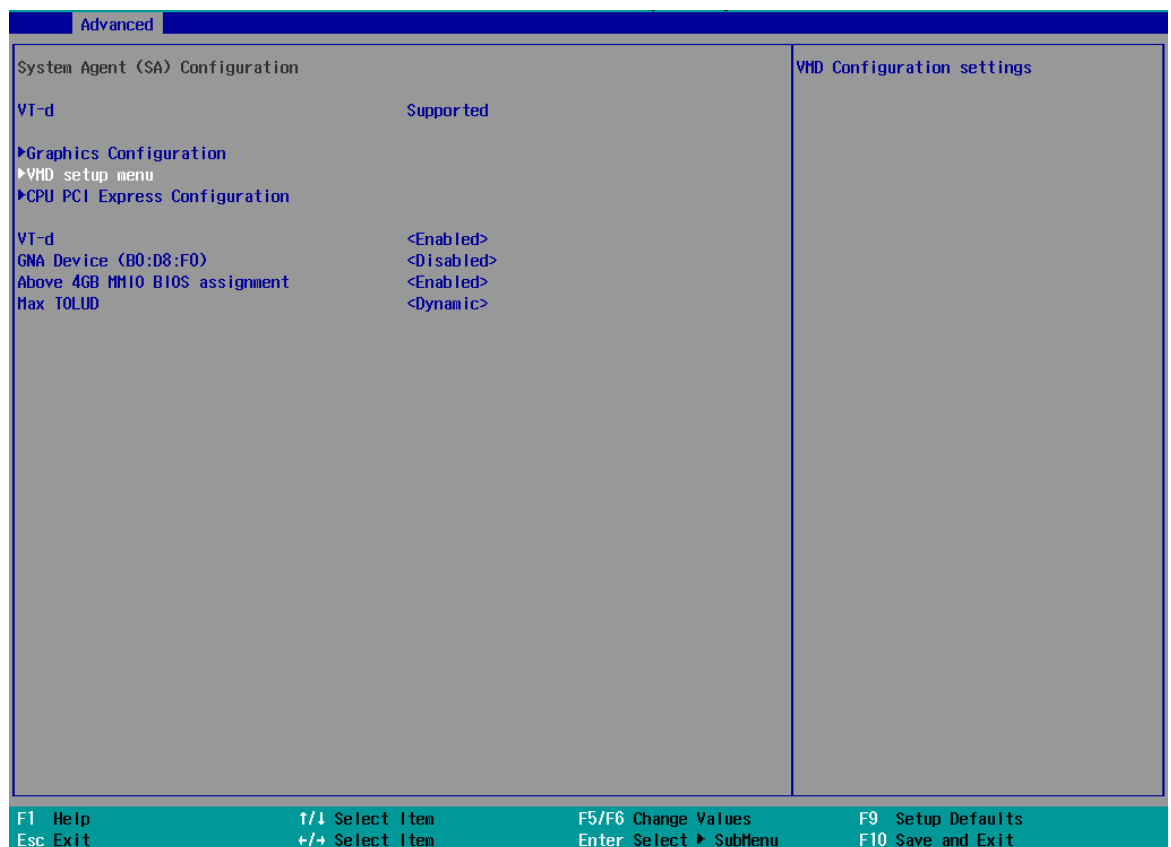 Advanced
System Agent (SA) Configuration
VMD Configuration settings
VT-d Supported
▶Graphics Configuration
▶VMD setup menu
▶CPU PCI Express Configuration
VT-d <Enabled>
GNA Device (B0:D8:F0) <Disabled>
Above 4GB MMIO BIOS assignment <Enabled>
Max TOLUD <Dynamic>
F1 Help ↑/↓ Select Item F5/F6 Change Values F9 Setup Defaults
Esc Exit ←/→ Select Item Enter Select ▶ SubMenu F10 Save and Exit